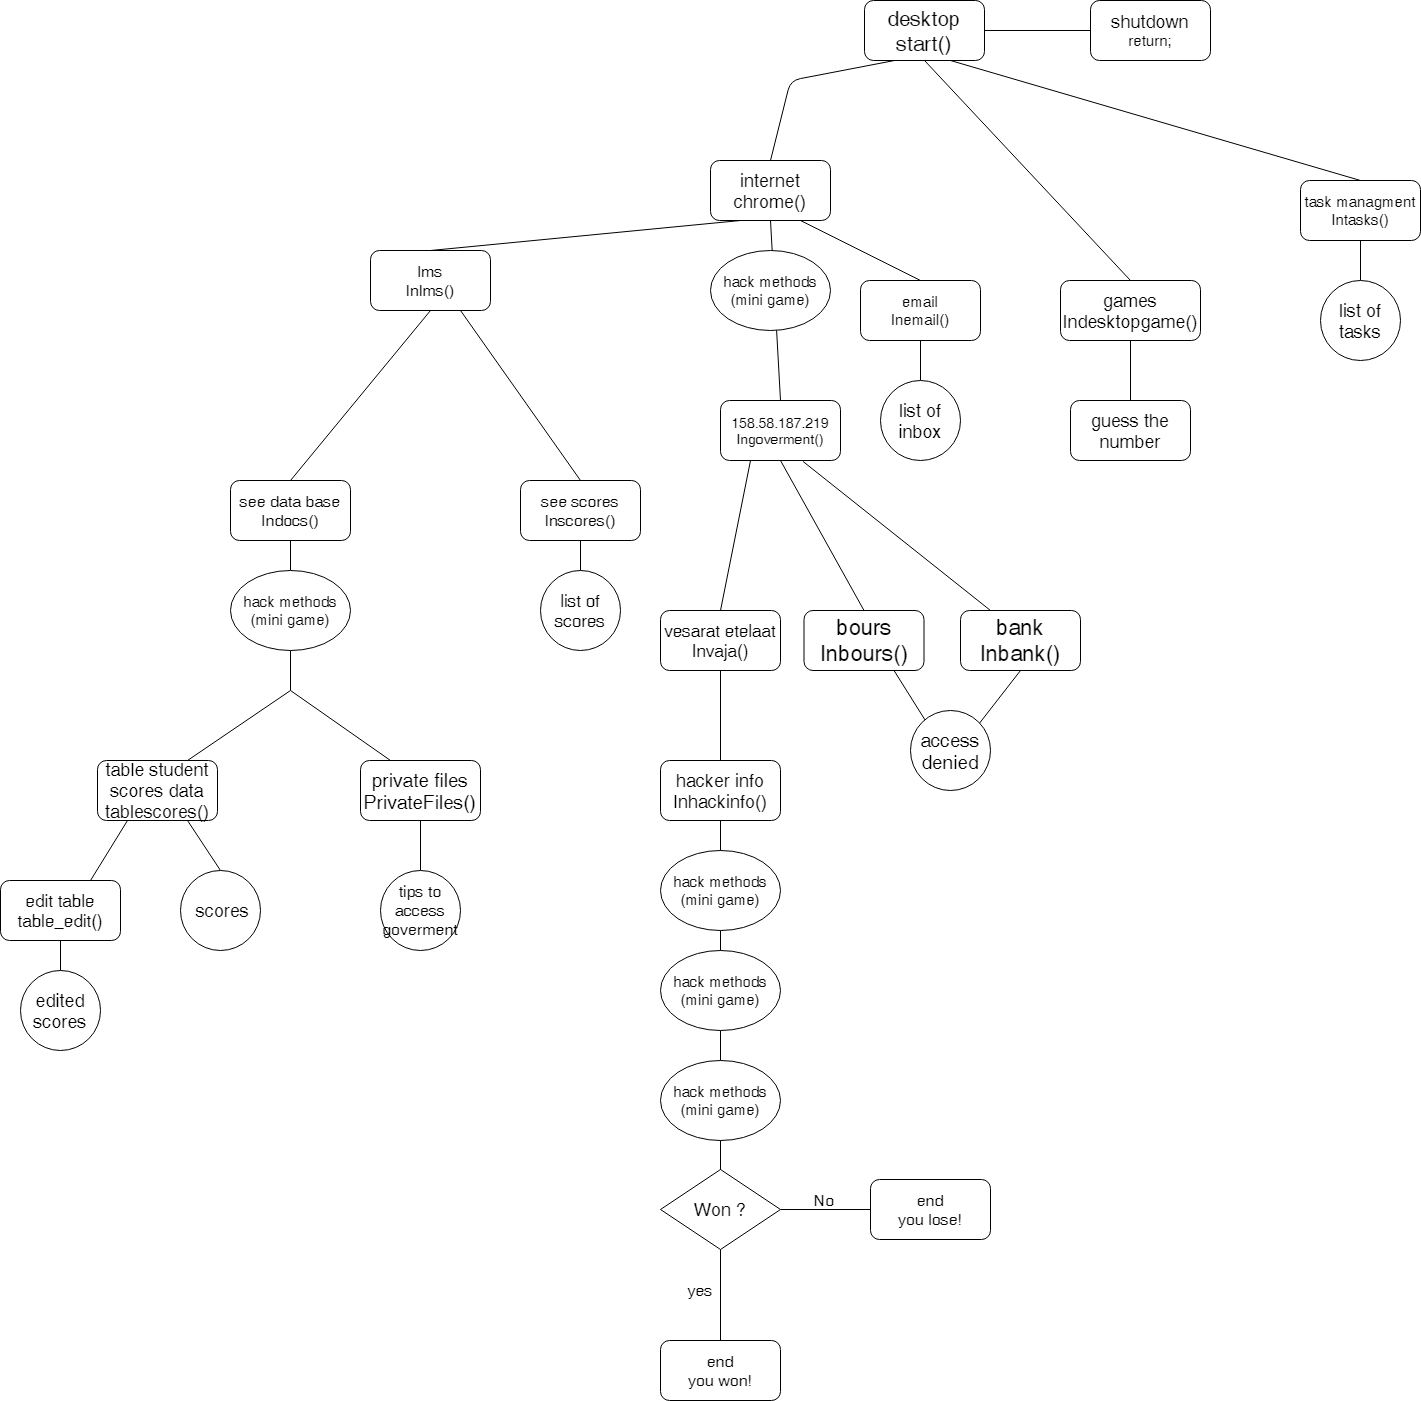 desktop
start()
shutdown
return;
internet
chrome()
task managment
Intasks()
lms
Inlms()
hack methods
(mini game)
email
Inemail()
games
Indesktopgame()
list of
tasks
158.58.187.219
Ingoverment()
list of
inbox
guess the
number
see data base
Indocs()
see scores
Inscores()
hack methods
(mini game)
list of
scores
vesarat etelaat
Invaja()
bours
Inbours()
bank
Inbank()
access
denied
table student
scores data
tablescores()
private files
PrivateFiles()
hacker info
Inhackinfo()
edit table
table_edit()
scores
tips to
access
goverment
hack methods
(mini game)
edited
scores
hack methods
(mini game)
hack methods
(mini game)
Won ?
No
end
you lose!
yes
end
you won!